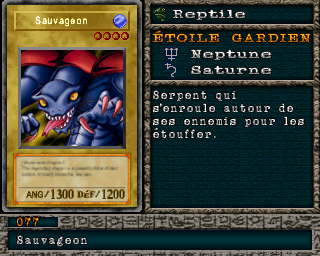 Sauvageon
ANG/1300 DÉF/1200
Reptile
ÉTOILE GARDIEN
Neptune
Saturne
Serpent qui
s'enroule autour de
ses ennemis pour les
étouffer.
077
Sauvageon